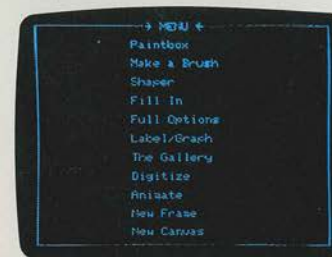 → MENU ←
Paintbox
Make a Brush
Shaper
Fill In
Full Options
Label/Graph
The Gallery
Digitize
Animate
New Frame
New Canvas